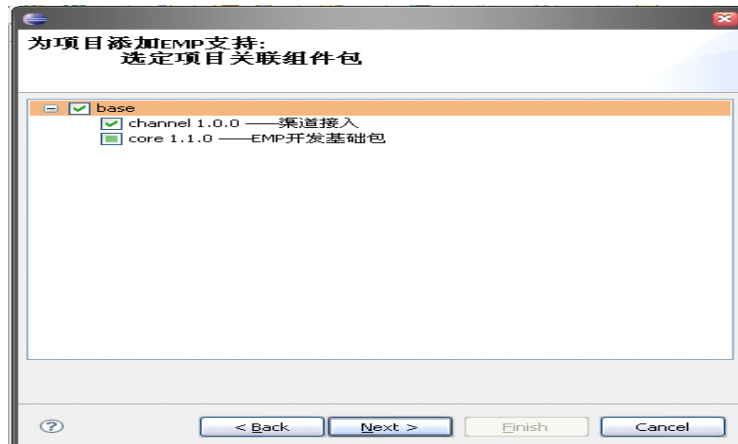 为项目添加EMP支持:
选定项目关联组件包
base
channel 1.0.0 ——渠道接入
core 1.1.0 ——EMP开发基础包
< Back
Next >
Finish
Cancel